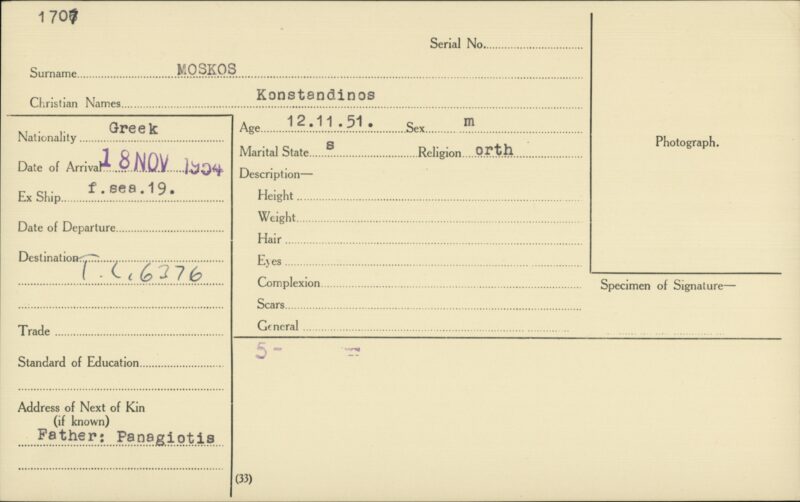 1707
Serial No.
Surname MOSKOS
Christian Names Konstandinos
Nationality Greek
Date of Arrival 18 NOV 1954
Ex Ship f.sea.19.
Date of Departure
Destination
T.C. 6376
Trade
Standard of Education
Address of Next of Kin
(if known)
Father: Panagiotis
Age 12.11.51. Sex m
Marital State s Religion orth
Description—
Height
Weight
Hair
Eyes
Complexion
Scars
General
5-
(33)
Photograph.
Specimen of Signature—